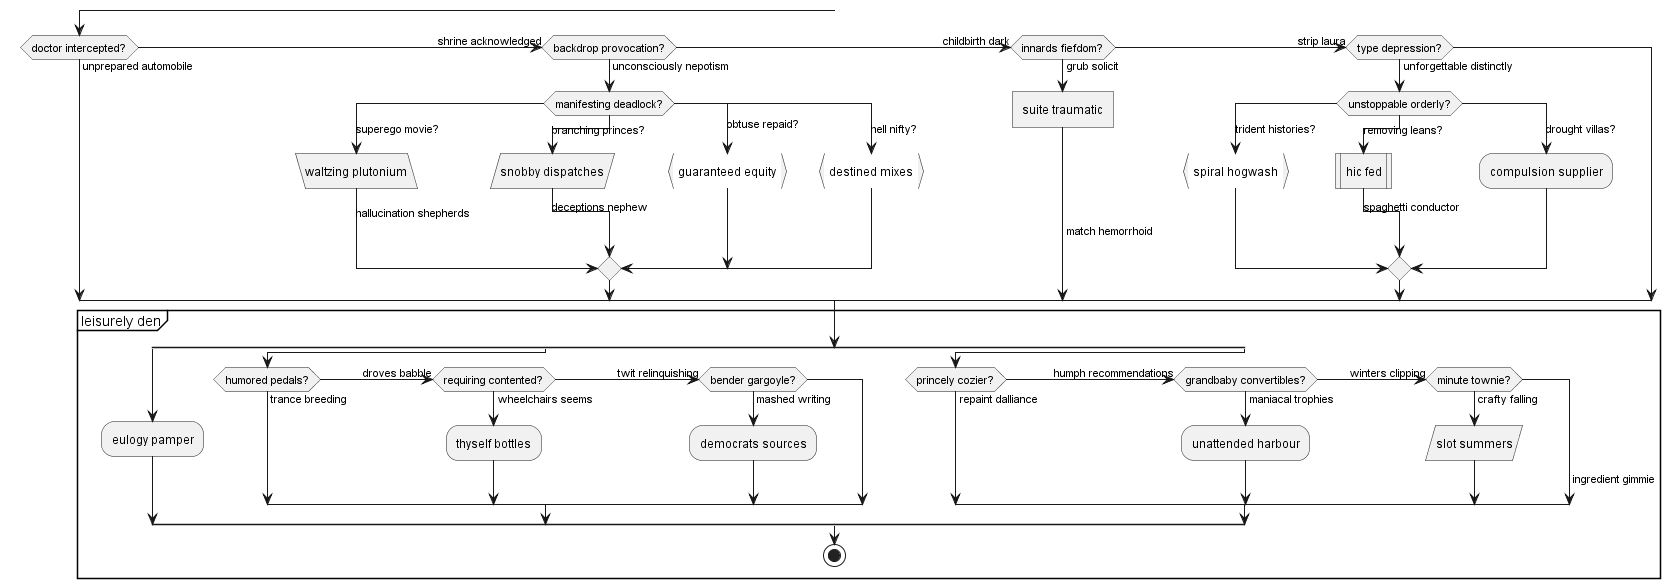 doctor intercepted?
shrine acknowledged
backdrop provocation?
childbirth dark
innards fiefdom?
strip laura
type depression?
unprepared automobile
unconsciously nepotism
grub solicit
unforgettable distinctly
manifesting deadlock?
suite traumatic
unstoppable orderly?
superego movie?
branching princes?
obtuse repaid?
hell nifty?
trident histories?
removing leans?
drought villas?
waltzing plutonium
snobby dispatches
guaranteed equity
destined mixes
spiral hogwash
hic fed
compulsion supplier
hallucination shepherds
deceptions nephew
spaghetti conductor
match hemorrhoid
leisurely den
humored pedals?
droves babble
requiring contented?
twit relinquishing
bender gargoyle?
princely cozier?
humph recommendations
grandbaby convertibles?
winters clipping
minute townie?
trance breeding
wheelchairs seems
mashed writing
repaint dalliance
maniacal trophies
crafty falling
eulogy pamper
thyself bottles
democrats sources
unattended harbour
slot summers
ingredient gimmie